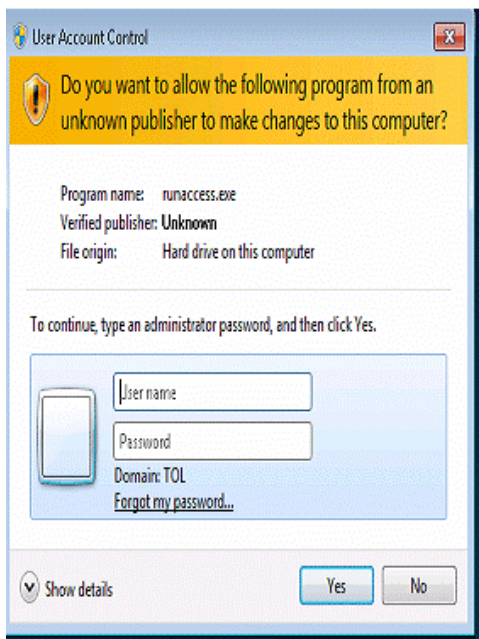 User Account Control
Do you want to allow the following program from an
unknown publisher to make changes to this computer?
Program name: runaccess.exe
Verified publisher: Unknown
File origin: Hard drive on this computer
To continue, type an administrator password, and then click Yes.
User name
Password
Domain: TOL
Forgot my password...
Show details
Yes
No